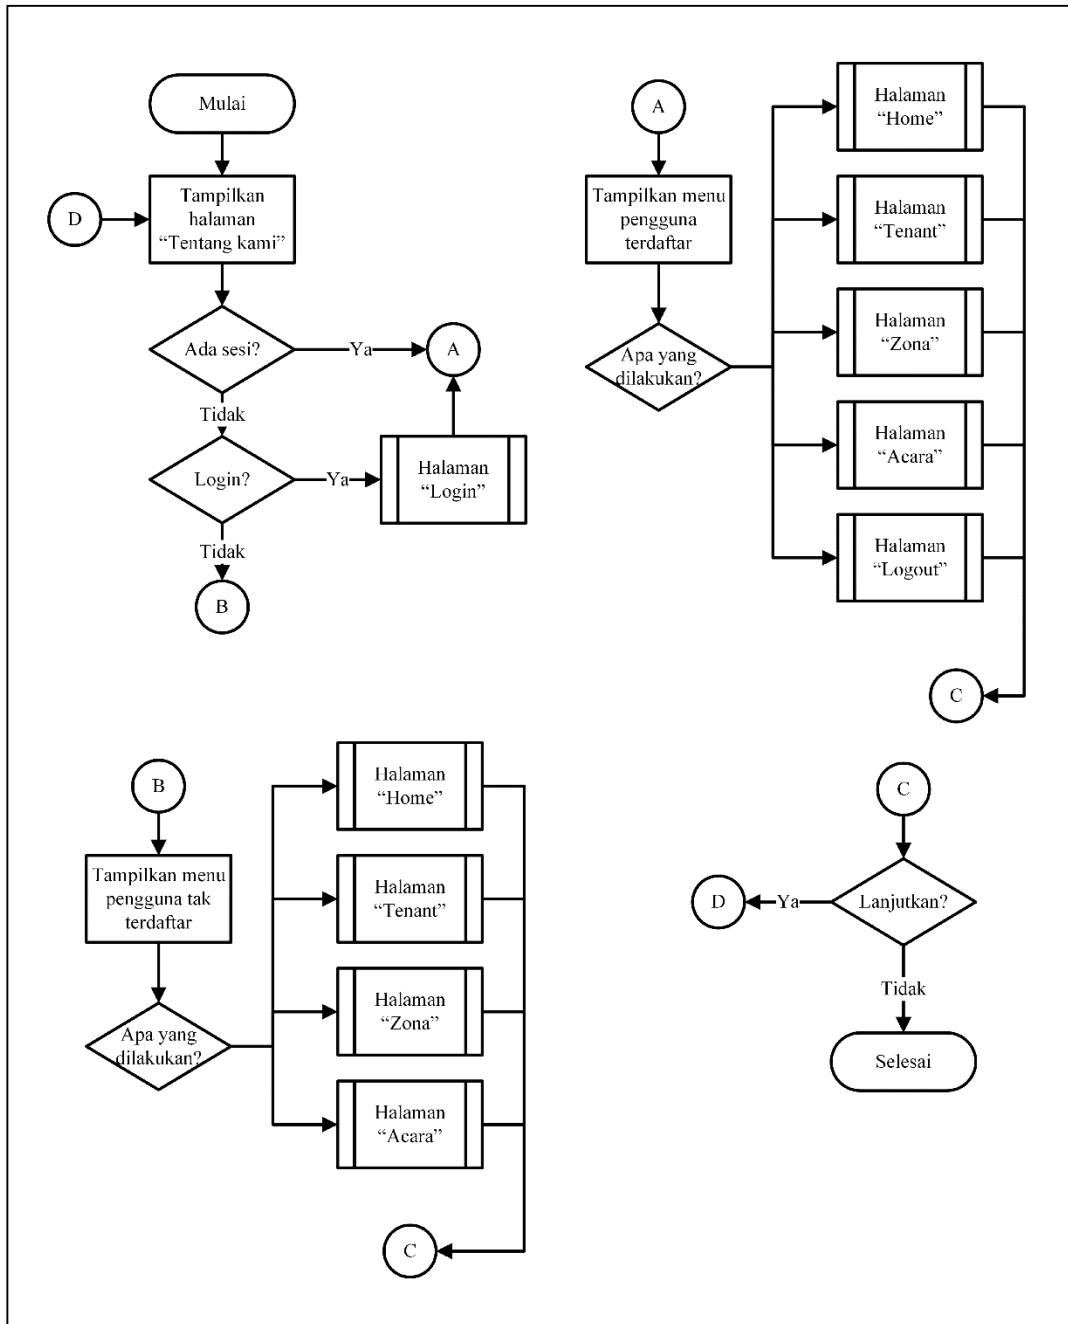 Mulai
D
Tampilkan
halaman
“Tentang kami”
Ada sesi?
Ya
A
Tidak
Login?
Ya
Halaman
“Login”
Tidak
B
A
Tampilkan menu
pengguna
terdaftar
Apa yang
dilakukan?
Halaman
“Home”
Halaman
“Tenant”
Halaman
“Zona”
Halaman
“Acara”
Halaman
“Logout”
C
B
Tampilkan menu
pengguna tak
terdaftar
Apa yang
dilakukan?
Halaman
“Home”
Halaman
“Tenant”
Halaman
“Zona”
Halaman
“Acara”
C
C
Lanjutkan?
Ya
D
Tidak
Selesai